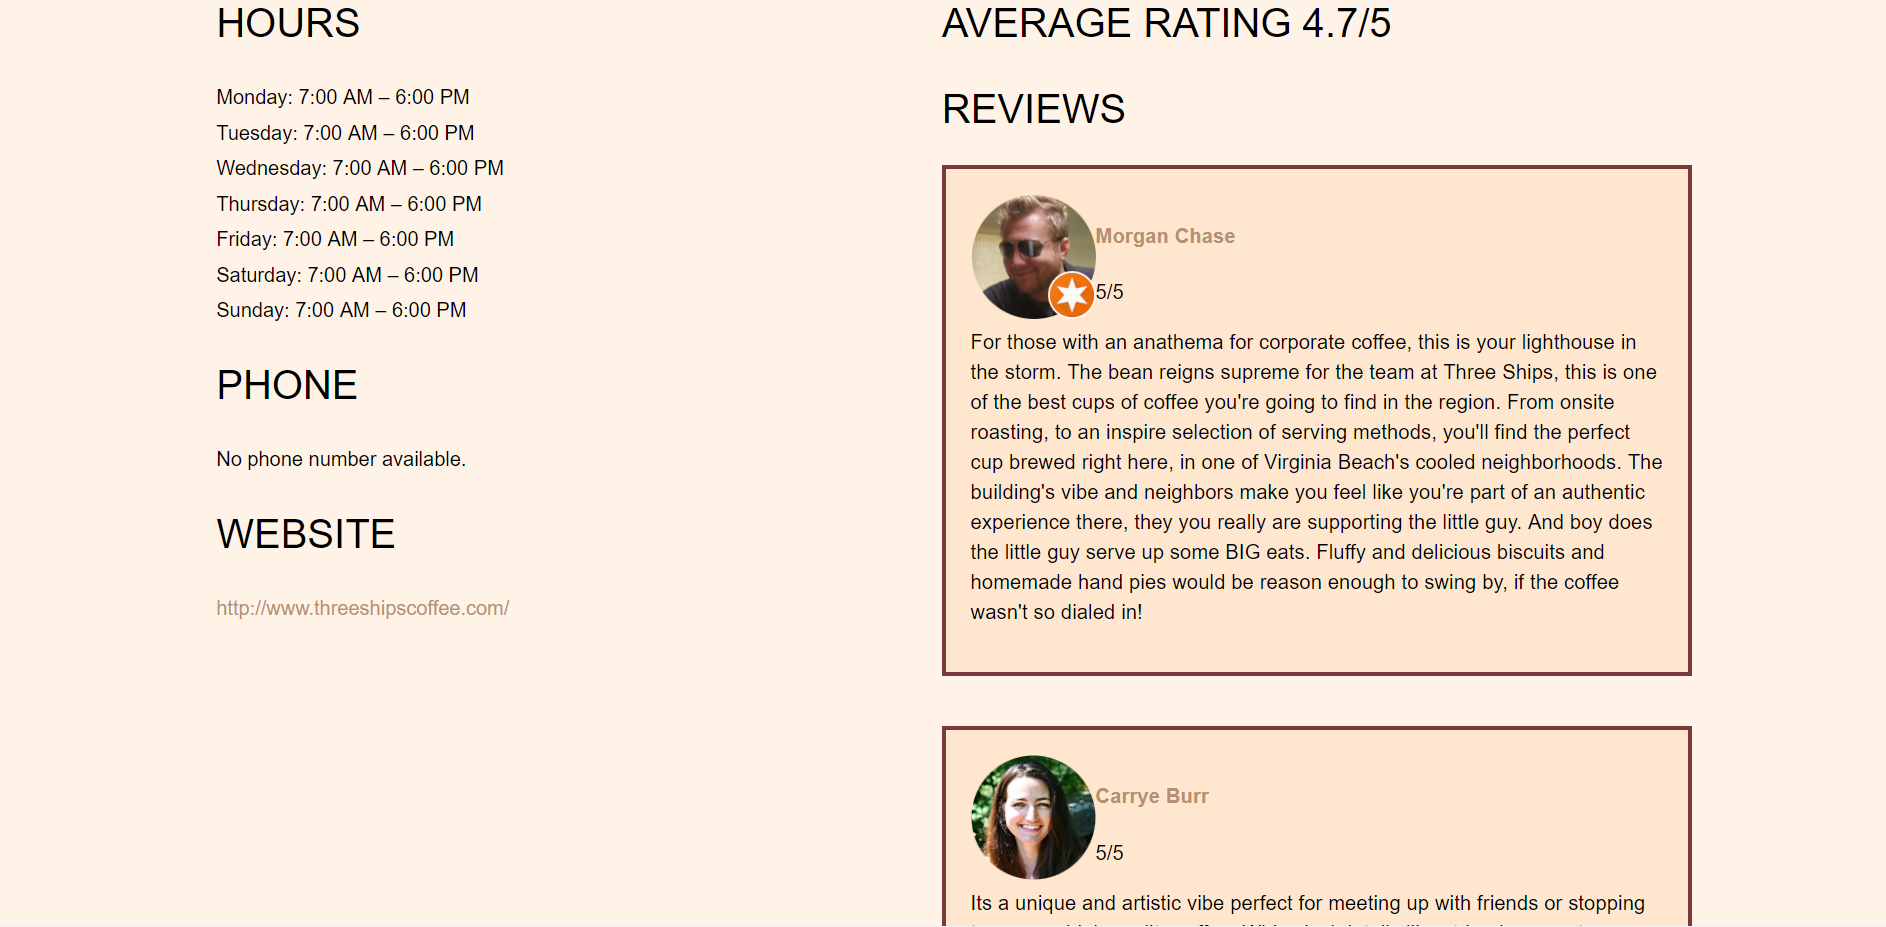 HOURS
Monday: 7:00 AM – 6:00 PM
Tuesday: 7:00 AM – 6:00 PM
Wednesday: 7:00 AM – 6:00 PM
Thursday: 7:00 AM – 6:00 PM
Friday: 7:00 AM – 6:00 PM
Saturday: 7:00 AM – 6:00 PM
Sunday: 7:00 AM – 6:00 PM
PHONE
No phone number available.
WEBSITE
http://www.threeshipscoffee.com/
AVERAGE RATING 4.7/5
REVIEWS
Morgan Chase
5/5
For those with an anathema for corporate coffee, this is your lighthouse in
the storm. The bean reigns supreme for the team at Three Ships, this is one
of the best cups of coffee you're going to find in the region. From onsite
roasting, to an inspire selection of serving methods, you'll find the perfect
cup brewed right here, in one of Virginia Beach's cooled neighborhoods. The
building's vibe and neighbors make you feel like you're part of an authentic
experience there, they you really are supporting the little guy. And boy does
the little guy serve up some BIG eats. Fluffy and delicious biscuits and
homemade hand pies would be reason enough to swing by, if the coffee
wasn't so dialed in!
Carrye Burr
5/5
Its a unique and artistic vibe perfect for meeting up with friends or stopping